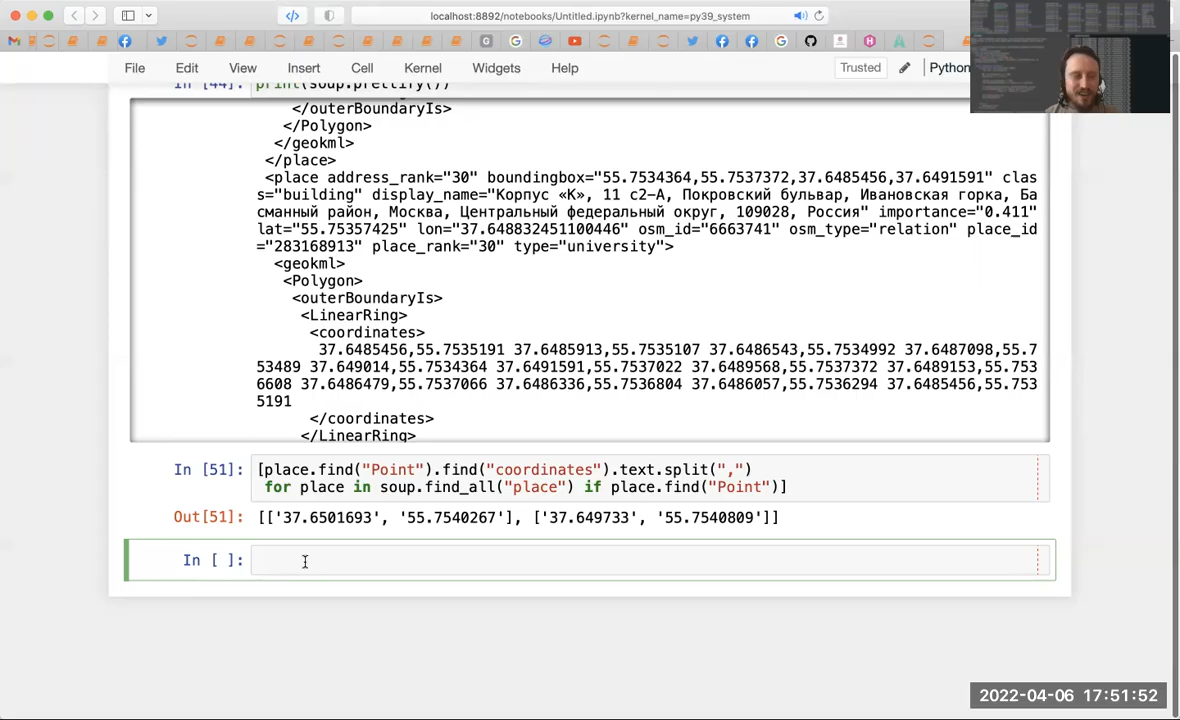 localhost:8892/notebooks/Untitled.ipynb?kernel_name=py39_system
File Edit View Insert Cell Kernel Widgets Help Trusted Python
In [44]: print(soup.prettify())
</outerBoundaryIs>
</Polygon>
</geokml>
</place>
<place address_rank="30" boundingbox="55.7534364,55.7537372,37.6485456,37.6491591" clas
s="building" display_name="Корпус «К», 11 с2–А, Покровский бульвар, Ивановская горка, Ба
сманный район, Москва, Центральный федеральный округ, 109028, Россия" importance="0.411"
lat="55.75357425" lon="37.648832451100446" osm_id="6663741" osm_type="relation" place_id
="283168913" place_rank="30" type="university">
<geokml>
<Polygon>
<outerBoundaryIs>
<LinearRing>
<coordinates>
37.6485456,55.7535191 37.6485913,55.7535107 37.6486543,55.7534992 37.6487098,55.7
53489 37.649014,55.7534364 37.6491591,55.7537022 37.6489568,55.7537372 37.6489153,55.753
6608 37.6486479,55.7537066 37.6486336,55.7536804 37.6486057,55.7536294 37.6485456,55.753
5191
</coordinates>
</LinearRing>
In [51]: [place.find("Point").find("coordinates").text.split(",")
for place in soup.find_all("place") if place.find("Point")]
Out[51]: [['37.6501693', '55.7540267'], ['37.649733', '55.7540809']]
In [ ]:
2022-04-06 17:51:52